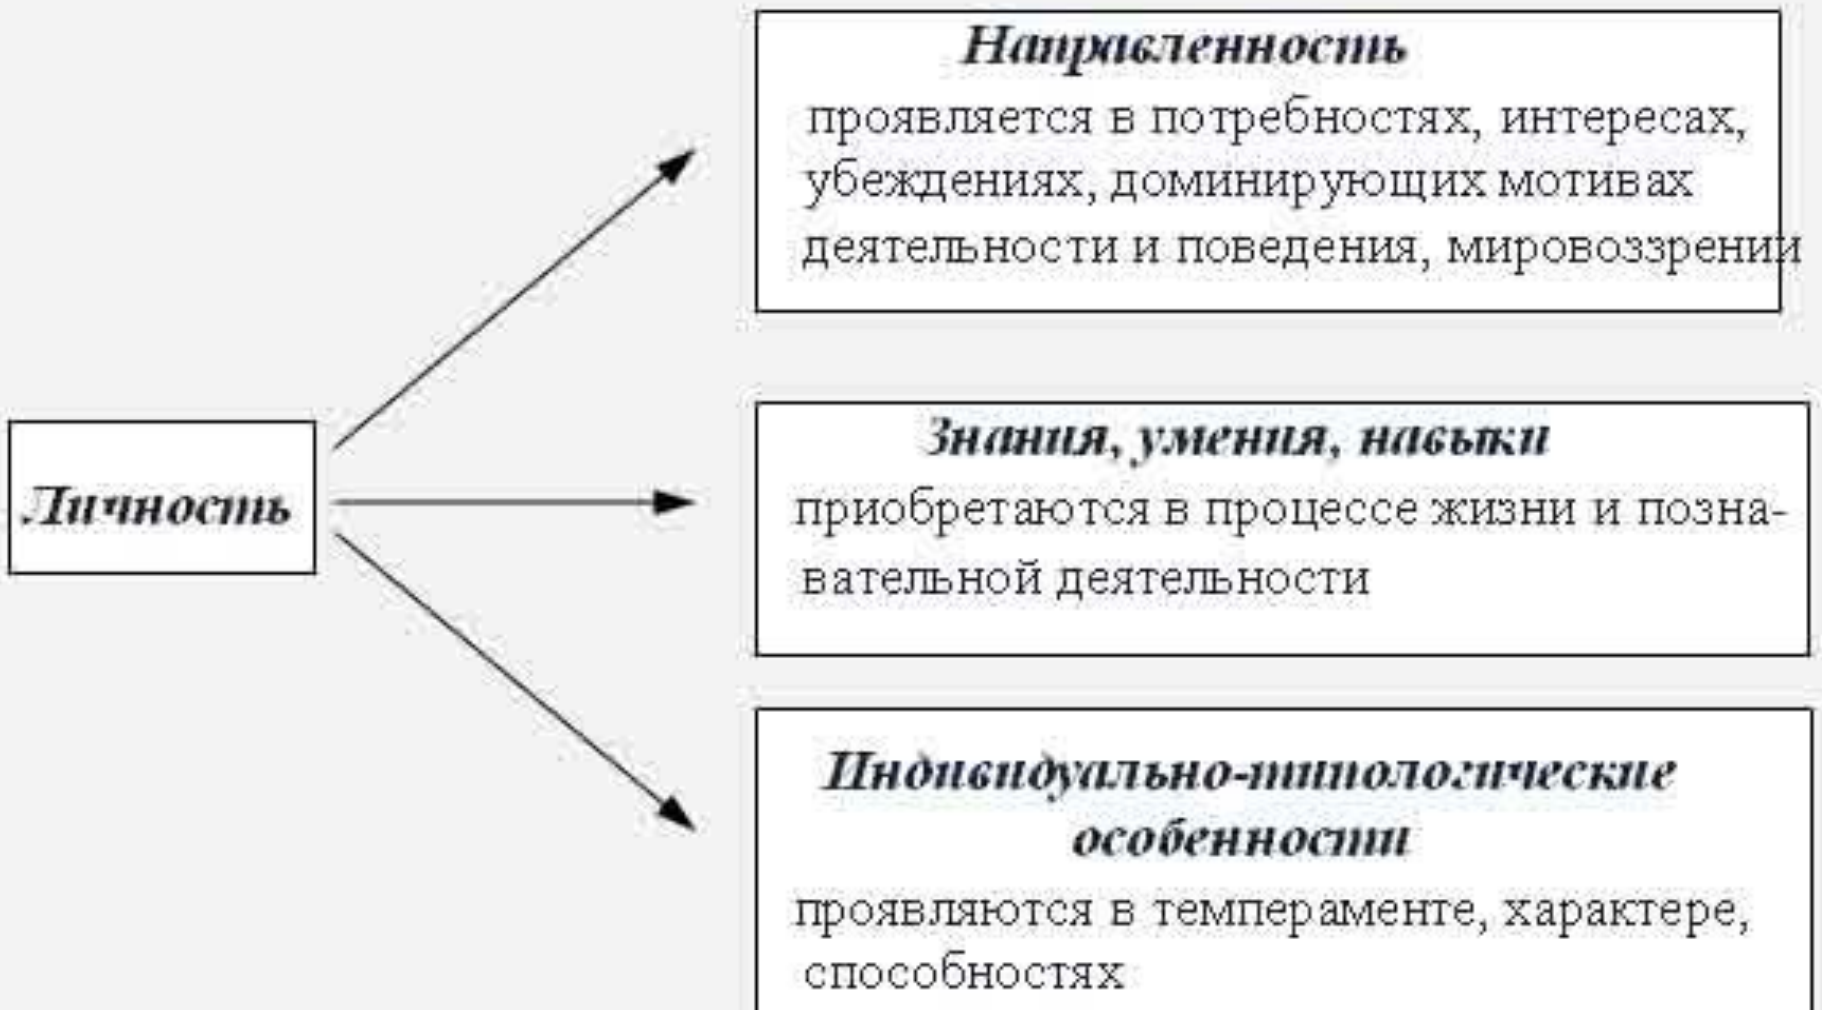 Личность
Направленность
проявляется в потребностях, интересах,
убеждениях, доминирующих мотивах
деятельности и поведения, мировоззрении
Знания, умения, навыки
приобретаются в процессе жизни и позна-
вательной деятельности
Индивидуально-типологические
особенности
проявляются в темпераменте, характере,
способностях